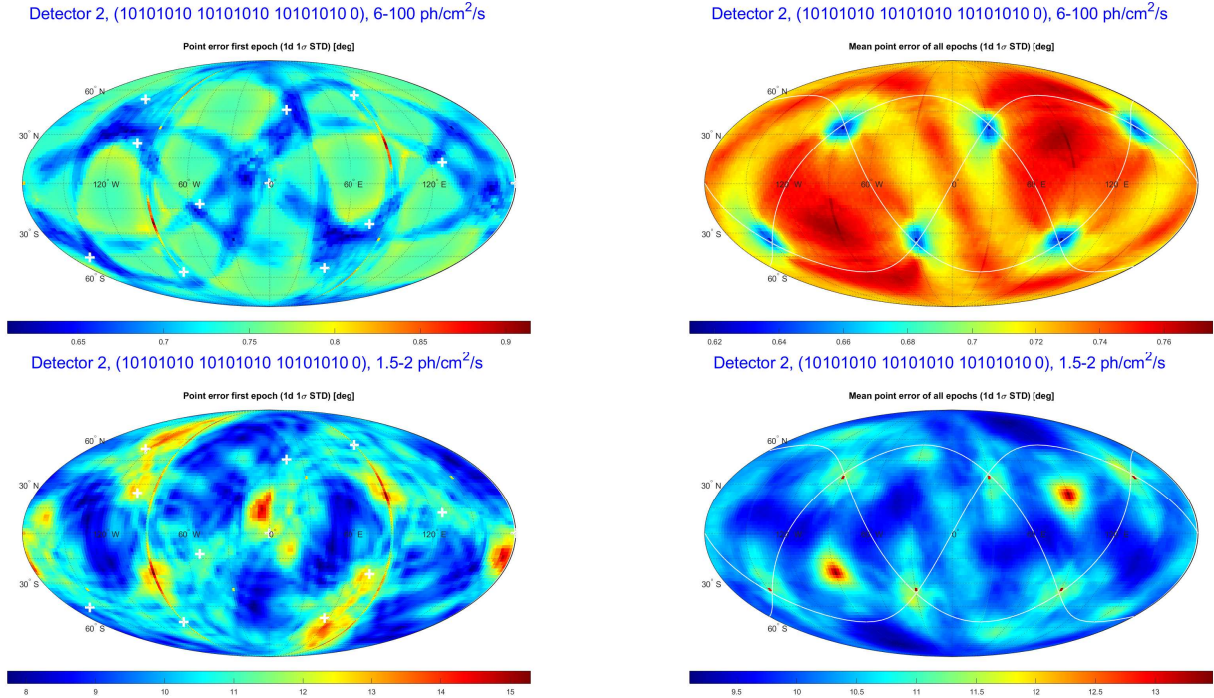 Detector 2, (10101010 10101010 10101010 0), 6-100 ph/cm²/s
Point error first epoch (1d 1σ STD) [deg]
60° N
30° N
120° W
60° W
0°
60° E
120° E
30° S
60° S
0.65 0.7 0.75 0.8 0.85 0.9
Detector 2, (10101010 10101010 10101010 0), 6-100 ph/cm²/s
Mean point error of all epochs (1d 1σ STD) [deg]
60° N
30° N
120° W
60° W
0°
60° E
120° E
30° S
60° S
0.62 0.64 0.66 0.68 0.7 0.72 0.74 0.76
Detector 2, (10101010 10101010 10101010 0), 1.5-2 ph/cm²/s
Point error first epoch (1d 1σ STD) [deg]
60° N
30° N
120° W
60° W
0°
60° E
120° E
30° S
60° S
8 9 10 11 12 13 14 15
Detector 2, (10101010 10101010 10101010 0), 1.5-2 ph/cm²/s
Mean point error of all epochs (1d 1σ STD) [deg]
60° N
30° N
120° W
60° W
0°
60° E
120° E
30° S
60° S
9.5 10 10.5 11 11.5 12 12.5 13